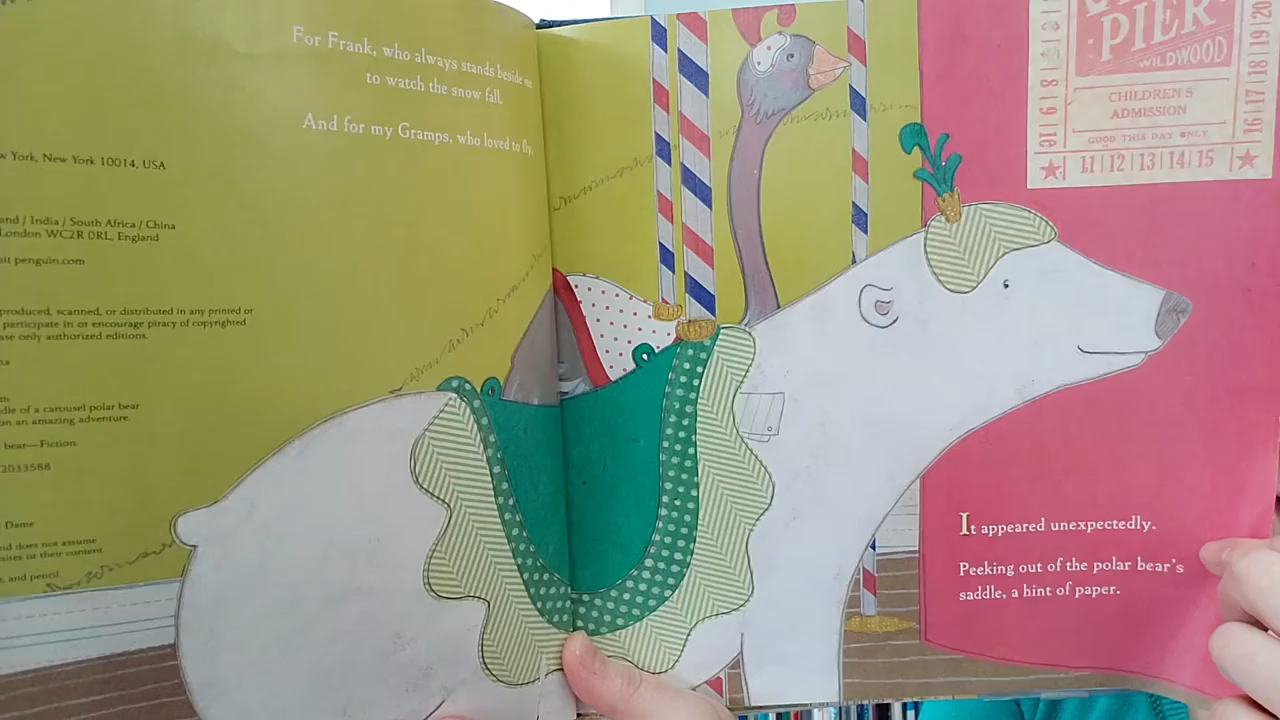 For Frank, who always stands beside me
to watch the snow fall.
And for my Gramps, who loved to fly.
York, New York 10014, USA
and / India / South Africa / China
London WC2R 0RL, England
penguin.com
produced, scanned, or distributed in any printed or
participate in or encourage piracy of copyrighted
only authorized editions.
of a carousel polar bear
on an amazing adventure.
bear—Fiction.
2033588
Dame
and does not assume
or their content.
, and pencil
PIER
WILDWOOD
CHILDREN'S
ADMISSION
GOOD THIS DAY ONLY
11 | 12 | 13 | 14 | 15
8 | 9 | 10
16 | 17 | 18 | 19 | 20
It appeared unexpectedly.
Peeking out of the polar bear's
saddle, a hint of paper.